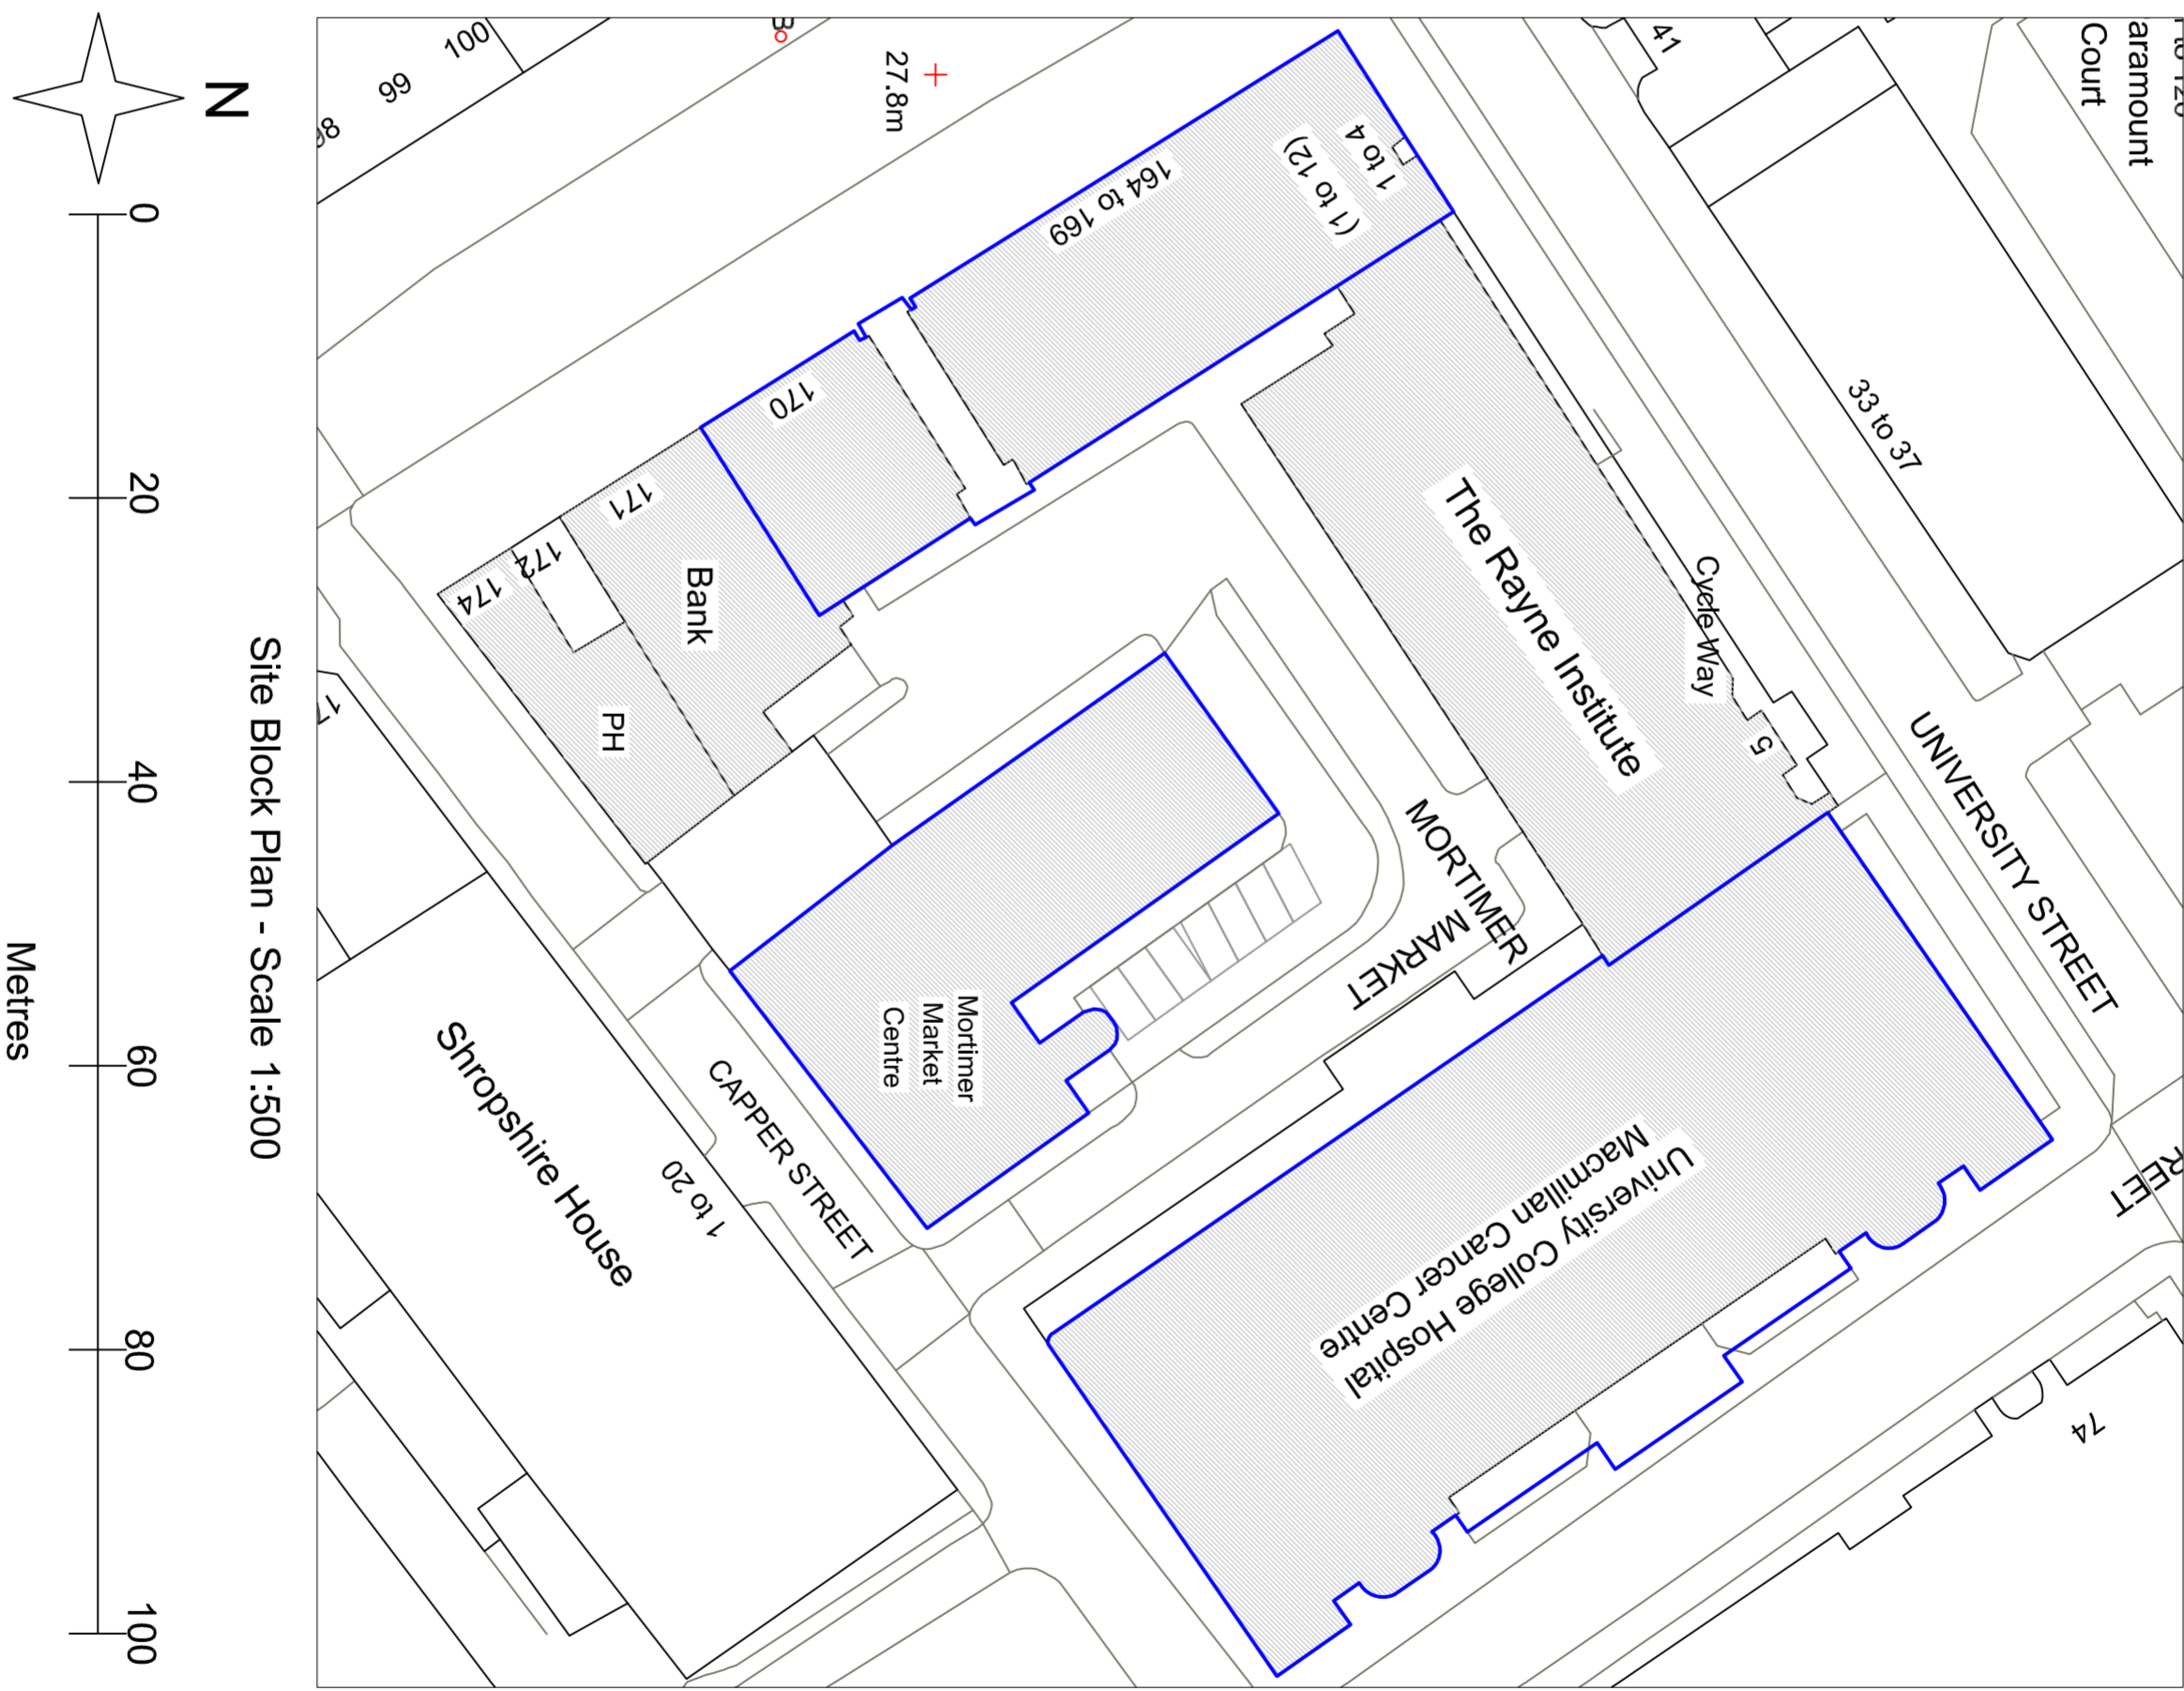 N
0
20
40
60
80
100
Metres
Site Block Plan - Scale 1:500
100
99
98
27.8m
41
Paramount
Court
33 to 37
1 to 4
(1 to 12)
164 to 169
170
171
172
174
Bank
PH
The Rayne Institute
Cycle Way
5
UNIVERSITY STREET
MORTIMER
MARKET
Mortimer
Market
Centre
CAPPER STREET
Shropshire House
1 to 20
University College Hospital
Macmillan Cancer Centre
74